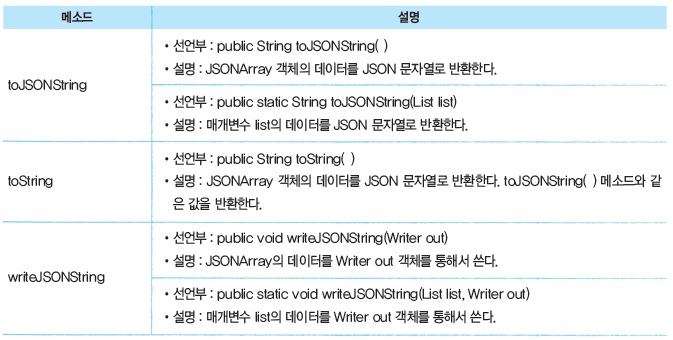 메소드 설명
toJSONString
• 선언부 : public String toJSONString( )
• 설명 : JSONArray 객체의 데이터를 JSON 문자열로 반환한다.
• 선언부 : public static String toJSONString(List list)
• 설명 : 매개변수 list의 데이터를 JSON 문자열로 반환한다.
toString
• 선언부 : public String toString( )
• 설명 : JSONArray 객체의 데이터를 JSON 문자열로 반환한다. toJSONString( ) 메소드와 같
은 값을 반환한다.
writeJSONString
• 선언부 : public void writeJSONString(Writer out)
• 설명 : JSONArray의 데이터를 Writer out 객체를 통해서 쓴다.
• 선언부 : public static void writeJSONString(List list, Writer out)
• 설명 : 매개변수 list의 데이터를 Writer out 객체를 통해서 쓴다.